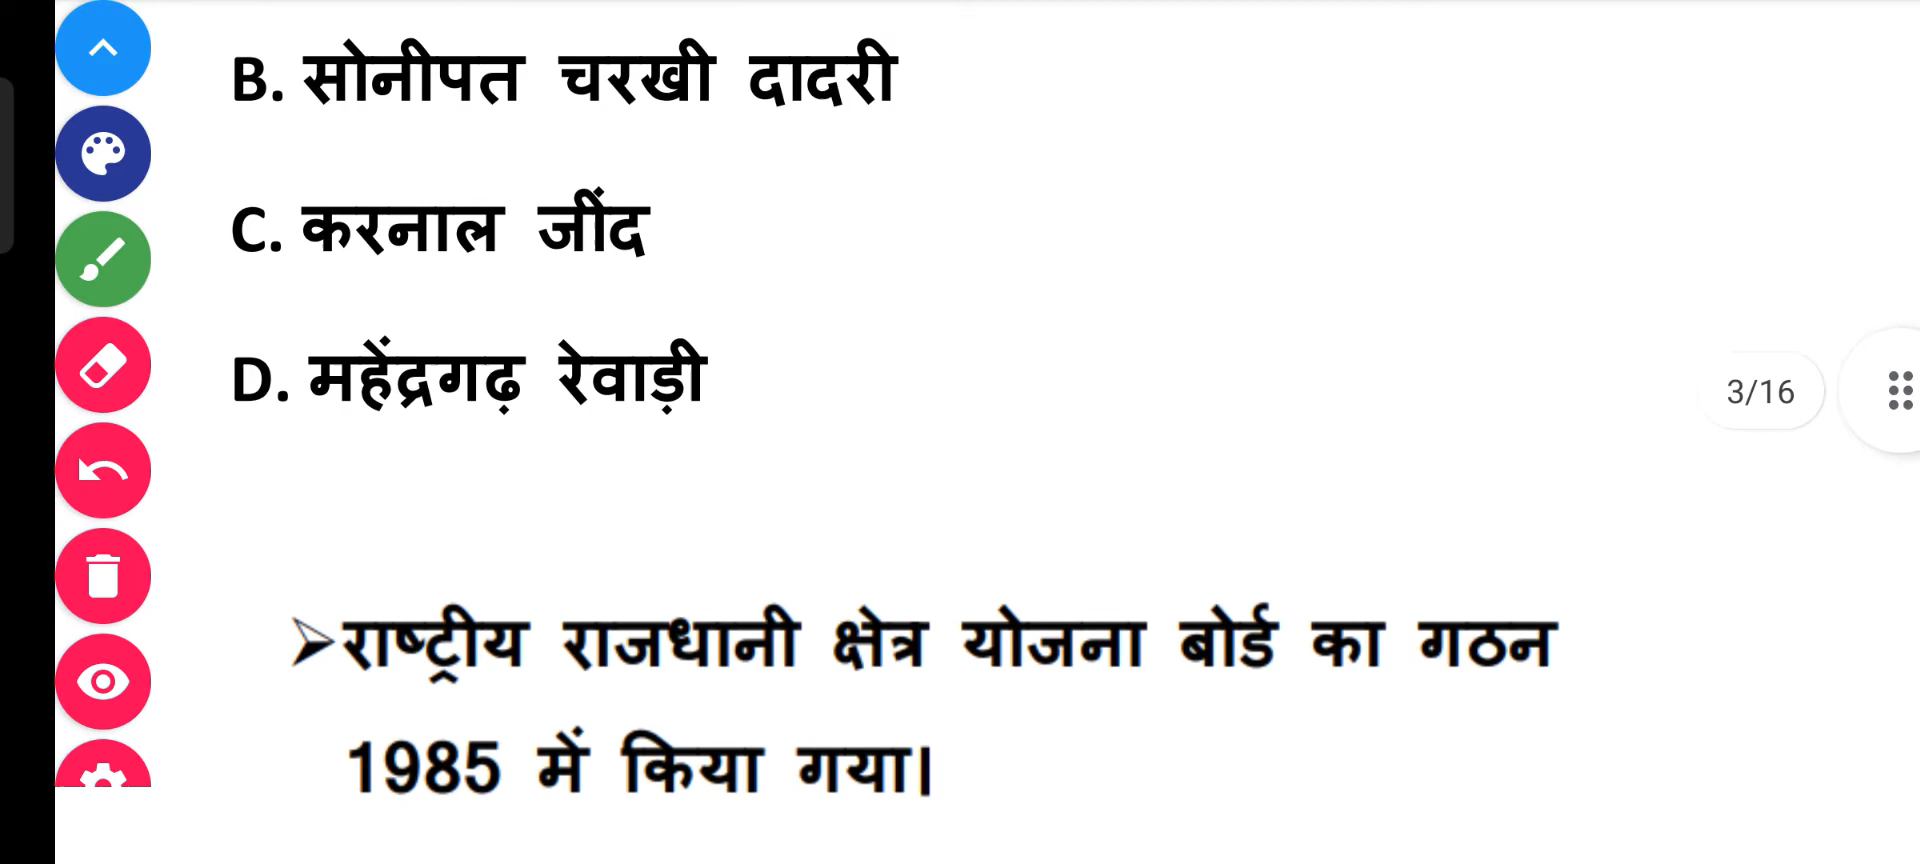 B. सोनीपत चरखी दादरी
C. करनाल जींद
D. महेंद्रगढ़ रेवाड़ी
3/16
➢राष्ट्रीय राजधानी क्षेत्र योजना बोर्ड का गठन
1985 में किया गया।